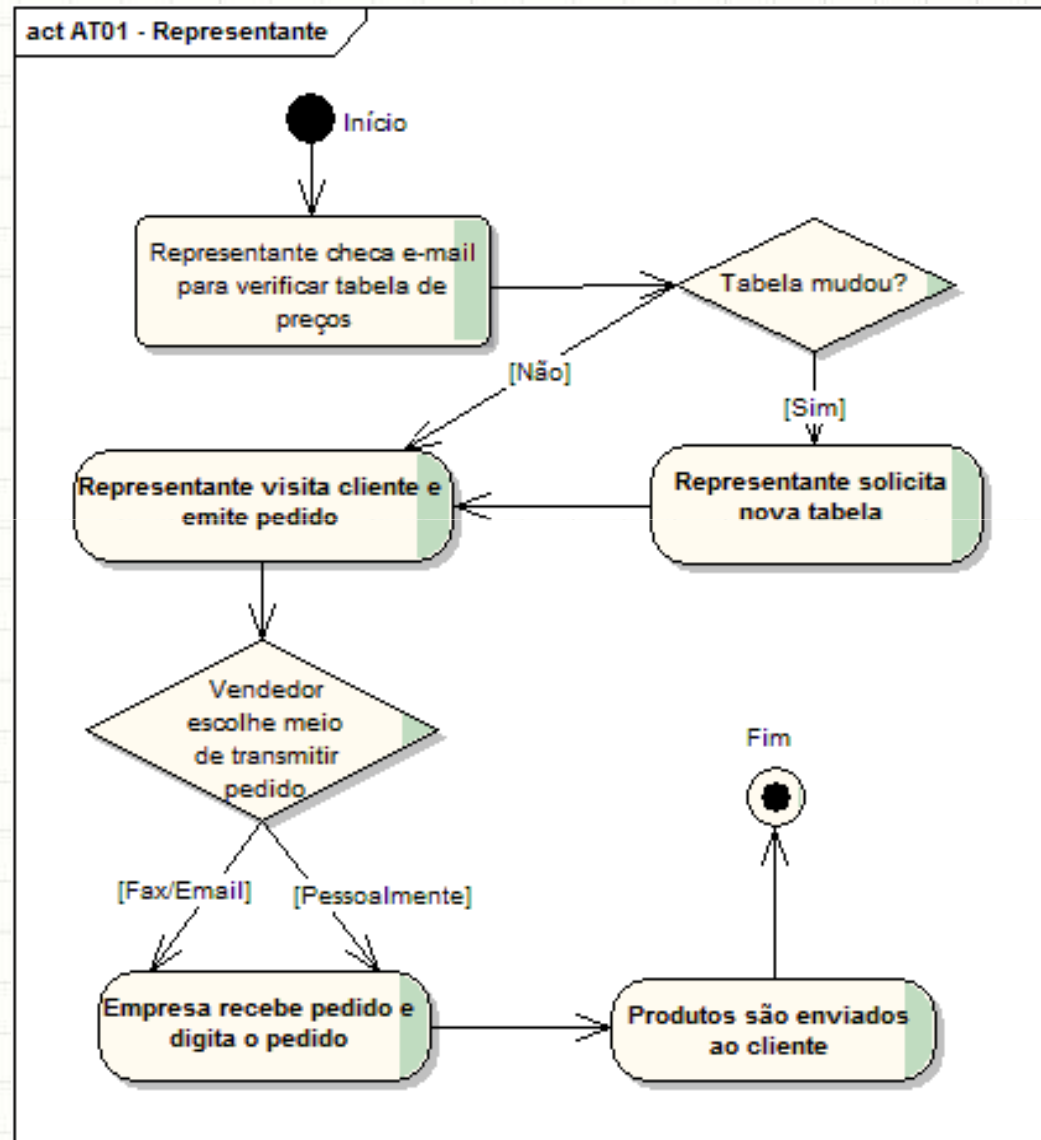 act AT01 - Representante
Início
Representante checa e-mail
para verificar tabela de
preços
Tabela mudou?
[Não]
[Sim]
Representante visita cliente e
emite pedido
Representante solicita
nova tabela
Vendedor
escolhe meio
de transmitir
pedido
Fim
[Fax/Email]
[Pessoalmente]
Empresa recebe pedido e
digita o pedido
Produtos são enviados
ao cliente